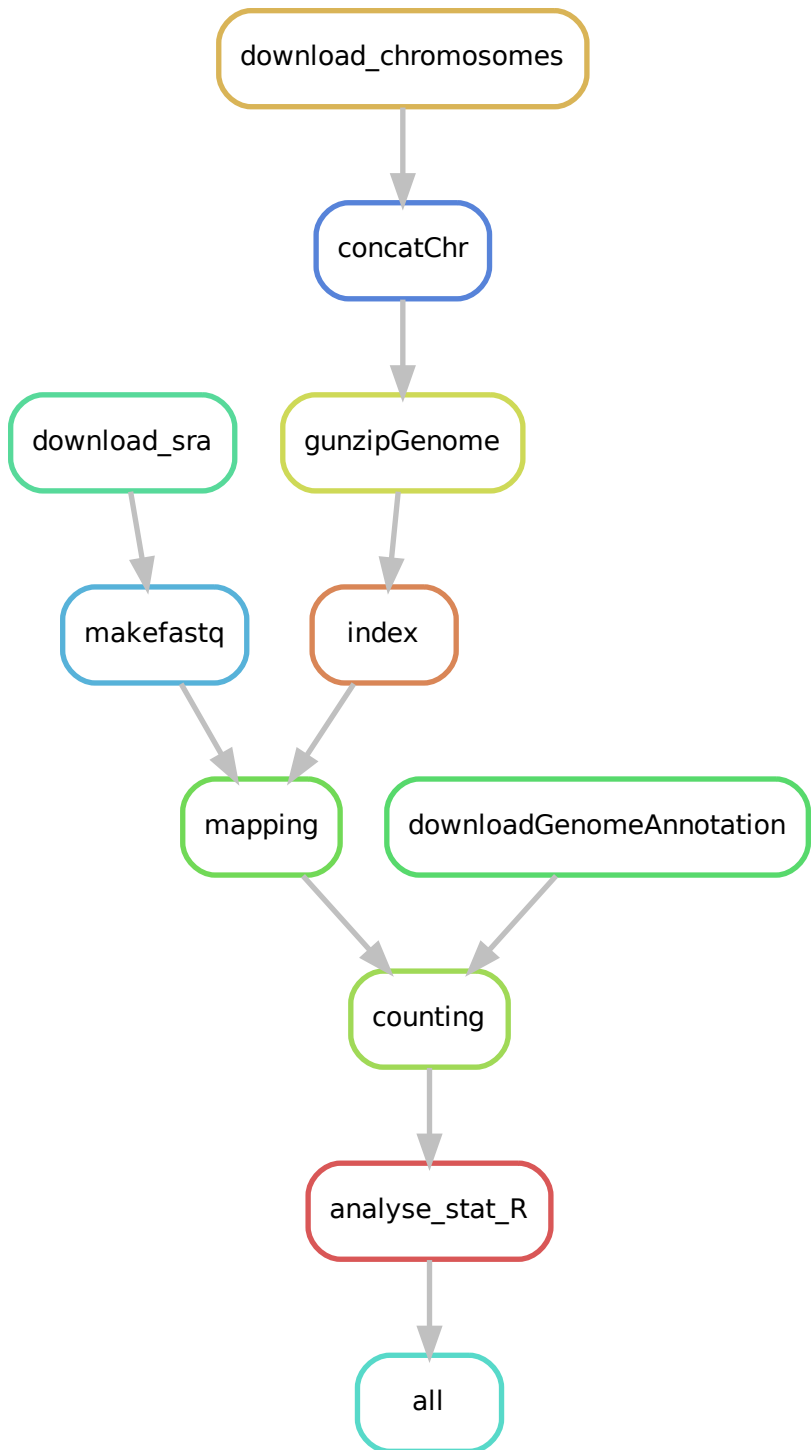 download_chromosomes
concatChr
download_sra
gunzipGenome
makefastq
index
mapping
downloadGenomeAnnotation
counting
analyse_stat_R
all